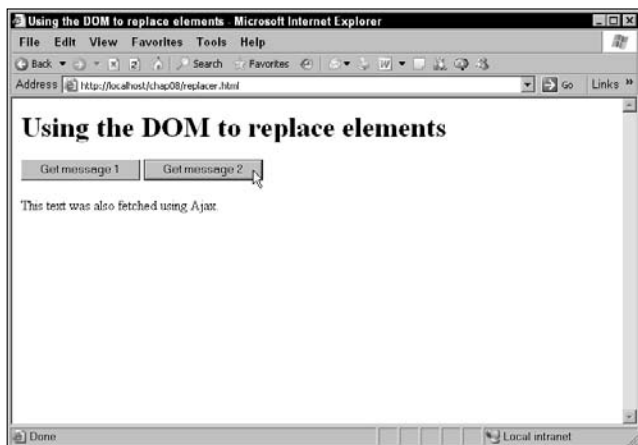 Using the DOM to replace elements - Microsoft Internet Explorer
File Edit View Favorites Tools Help
Back Search Favorites
Address http://localhost/chap08/replacer.html Go Links »
Using the DOM to replace elements
Get message 1 Get message 2
This text was also fetched using Ajax.
Done Local intranet